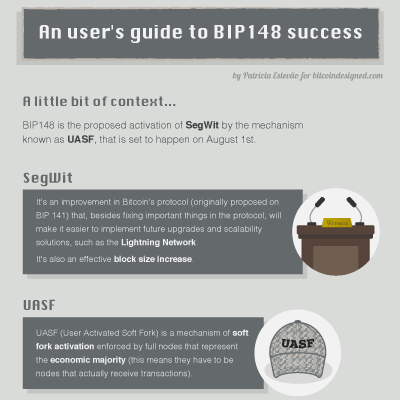 An user's guide to BIP148 success
by Patrícia Estevão for bitcoindesigned.com
A little bit of context...
BIP148 is the proposed activation of SegWit by the mechanism
known as UASF, that is set to happen on August 1st.
SegWit
It's an improvement in Bitcoin's protocol (originally proposed on
BIP 141) that, besides fixing important things in the protocol, will
make it easier to implement future upgrades and scalability
solutions, such as the Lightning Network.
It's also an effective block size increase.
Witness
UASF
UASF (User Activated Soft Fork) is a mechanism of soft
fork activation enforced by full nodes that represent
the economic majority (this means they have to be
nodes that actually receive transactions).
UASF